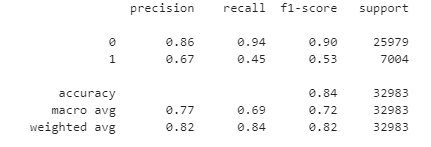 precision recall f1-score support
0 0.86 0.94 0.90 25979
1 0.67 0.45 0.53 7004
accuracy 0.84 32983
macro avg 0.77 0.69 0.72 32983
weighted avg 0.82 0.84 0.82 32983